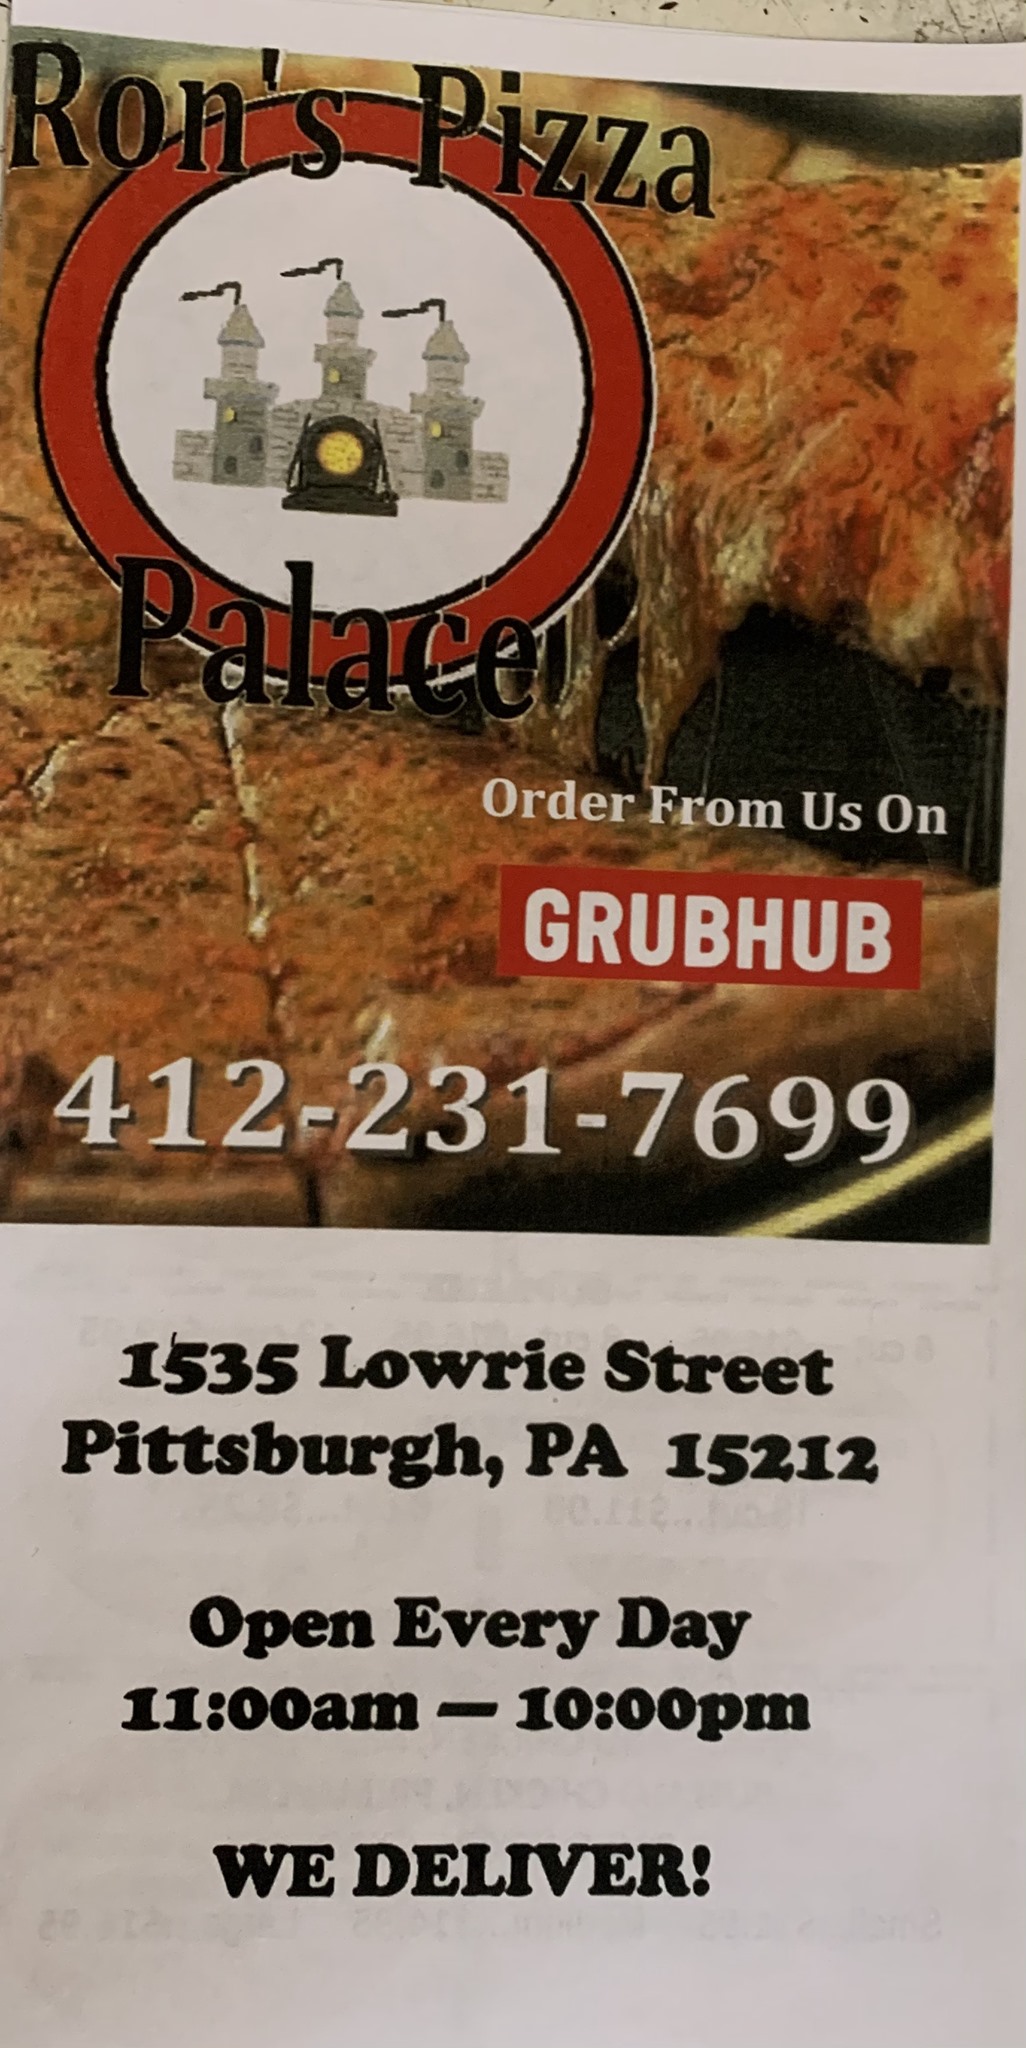 Ron's Pizza
Palace
Order From Us On
GRUBHUB
412-231-7699
1535 Lowrie Street
Pittsburgh, PA 15212
Open Every Day
11:00am — 10:00pm
WE DELIVER!